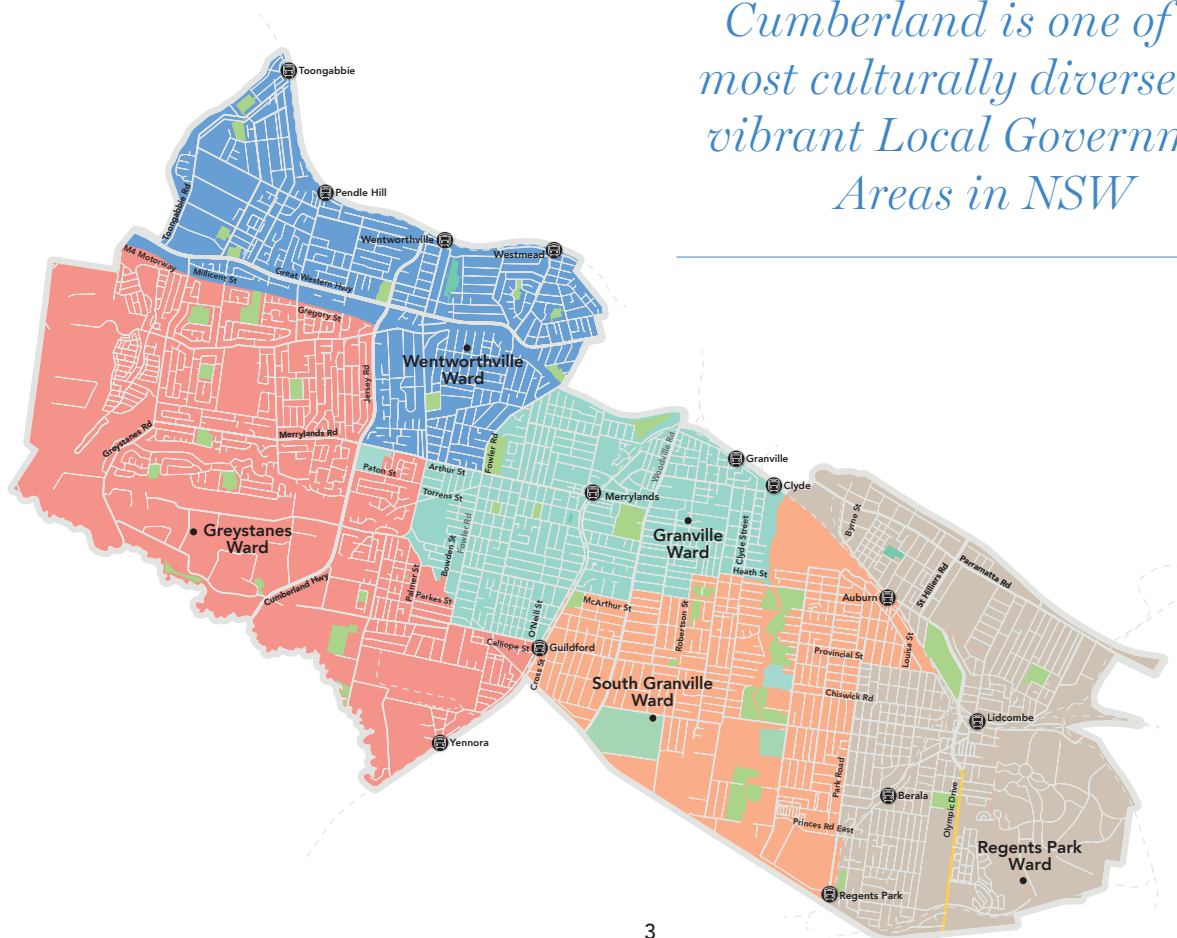 Cumberland is one of
most culturally diverse
vibrant Local Governm
Areas in NSW
Toongabbie
Pendle Hill
Toongabbie Rd
Wentworthville
Westmead
M4 Motorway
Millicent St
Great Western Hwy
Gregory St
Wentworthville
Ward
Jersey Rd
Greystanes Rd
Merrylands Rd
Fowler Rd
Woodville Rd
Granville
Paton St
Arthur St
Clyde
Torrens St
Merrylands
Byrne St
Greystanes
Ward
Fowler Rd
Bowden St
Granville
Ward
Clyde Street
Parramatta Rd
St Hilliers Rd
Heath St
Palmer St
Cumberland Hwy
Parkes St
McArthur St
Auburn
O'Neill St
Robertson St
Louisa St
Calliope St
Guildford
Provincial St
Cross St
South Granville
Ward
Chiswick Rd
Lidcombe
Yennora
Park Road
Berala
Olympic Drive
Princes Rd East
Regents Park
Ward
Regents Park
3